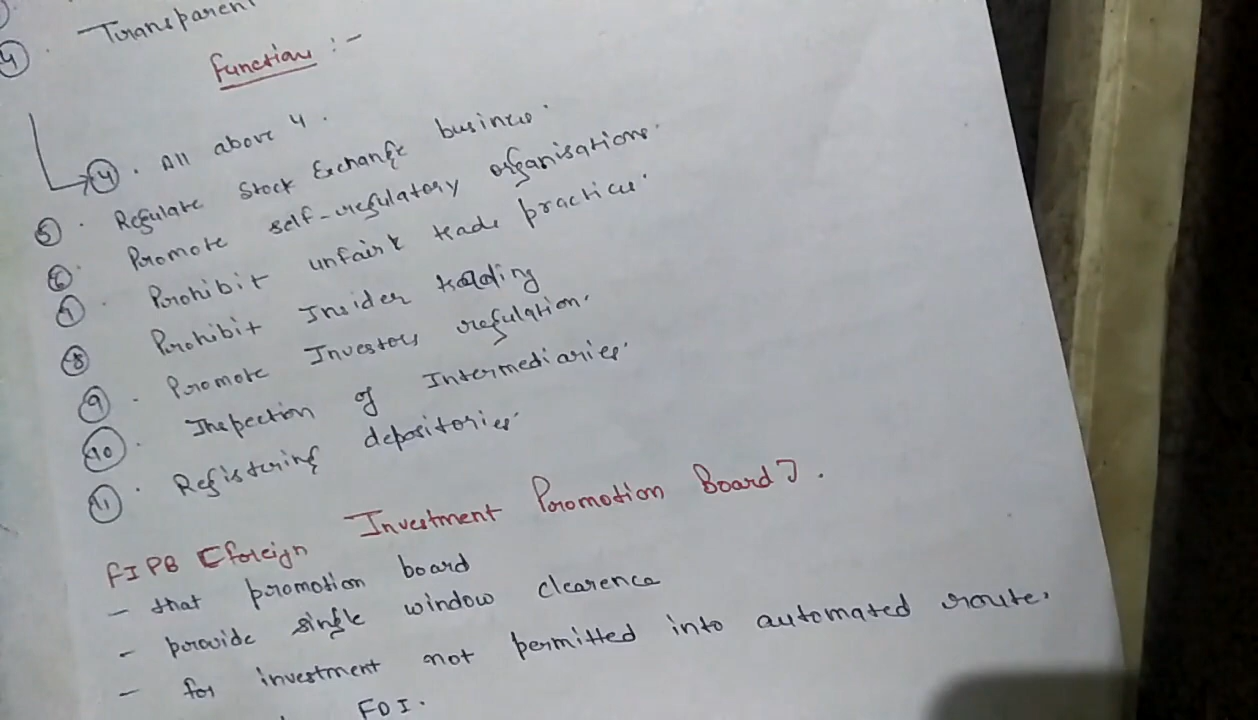 4. Transparent
Function :-
4. All above 4.
5. Regulate Stock Exchange business.
6. Promote self-regulatory organisations.
7. Prohibit unfair trade practices.
8. Prohibit Insider trading
9. Promote Investors regulation.
10. Inspection of Intermediaries.
11. Registering depositories.
FIPB [foreign Investment Promotion Board].
- that promotion board
- provide single window clearence
- for investment not permitted into automated route.
FDI.